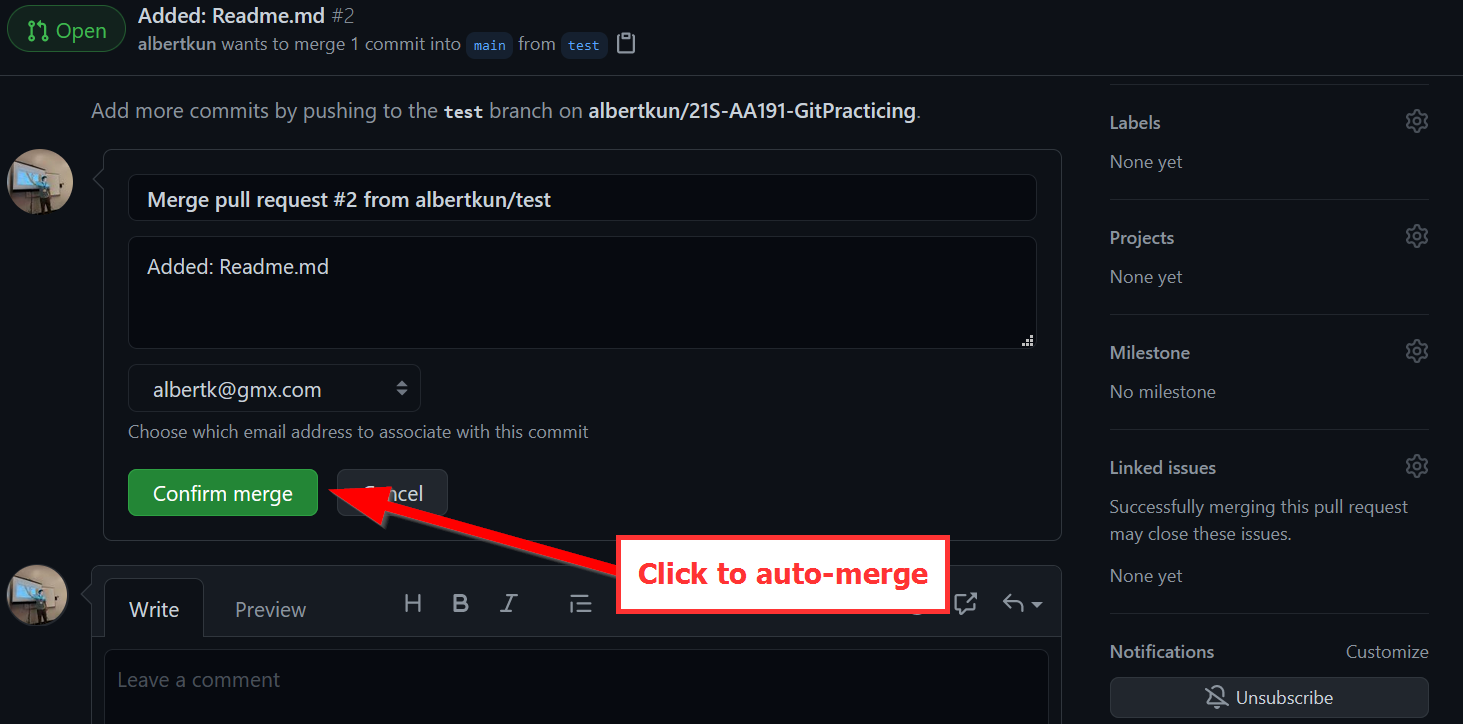 Open
Added: Readme.md #2
albertkun wants to merge 1 commit into main from test
Add more commits by pushing to the test branch on albertkun/21S-AA191-GitPracticing.
Merge pull request #2 from albertkun/test
Added: Readme.md
albertk@gmx.com
Choose which email address to associate with this commit
Confirm merge
Click to auto-merge
Write
Preview
H B I
Leave a comment
Labels
None yet
Projects
None yet
Milestone
No milestone
Linked issues
Successfully merging this pull request
may close these issues.
None yet
Notifications
Customize
Unsubscribe